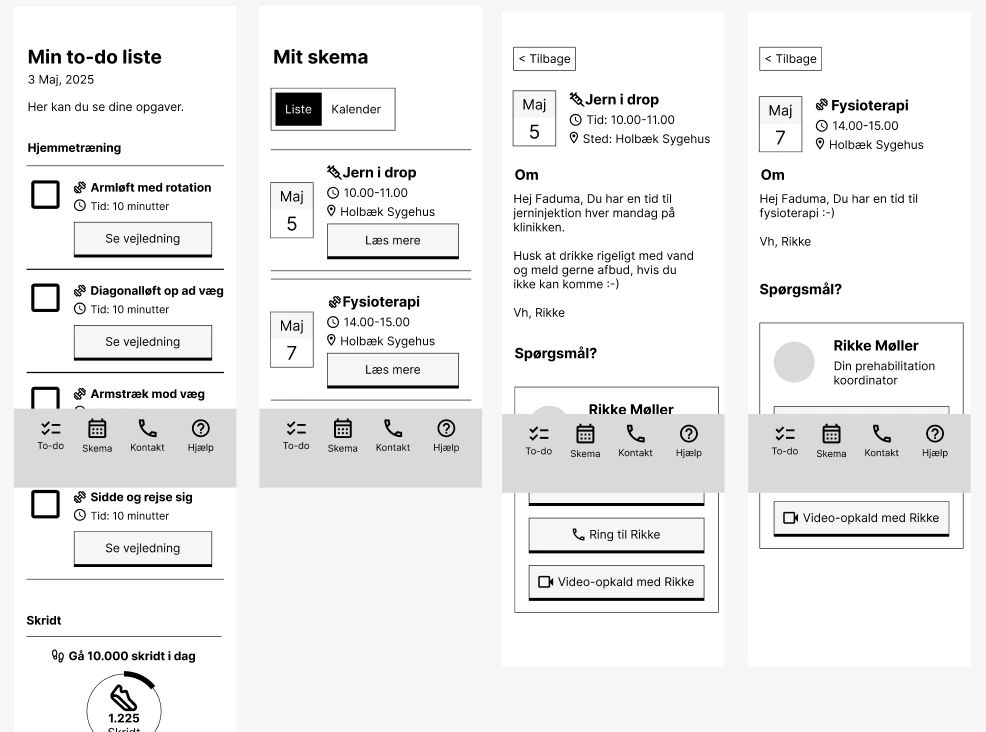 Min to-do liste
3 Maj, 2025
Her kan du se dine opgaver.
Hjemmetræning
Armløft med rotation
Tid: 10 minutter
Se vejledning
Diagonalløft op ad væg
Tid: 10 minutter
Se vejledning
Armstræk mod væg
To-do
Skema
Kontakt
Hjælp
Sidde og rejse sig
Tid: 10 minutter
Se vejledning
Skridt
Gå 10.000 skridt i dag
1.225
Skridt
Mit skema
Liste
Kalender
Maj
5
Jern i drop
10.00-11.00
Holbæk Sygehus
Læs mere
Maj
7
Fysioterapi
14.00-15.00
Holbæk Sygehus
Læs mere
To-do
Skema
Kontakt
Hjælp
< Tilbage
Maj
5
Jern i drop
Tid: 10.00-11.00
Sted: Holbæk Sygehus
Om
Hej Faduma, Du har en tid til
jerninjektion hver mandag på
klinikken.
Husk at drikke rigeligt med vand
og meld gerne afbud, hvis du
ikke kan komme :-)
Vh, Rikke
Spørgsmål?
Rikke Møller
To-do
Skema
Kontakt
Hjælp
Ring til Rikke
Video-opkald med Rikke
< Tilbage
Maj
7
Fysioterapi
14.00-15.00
Holbæk Sygehus
Om
Hej Faduma, Du har en tid til
fysioterapi :-)
Vh, Rikke
Spørgsmål?
Rikke Møller
Din prehabilitation
koordinator
To-do
Skema
Kontakt
Hjælp
Video-opkald med Rikke